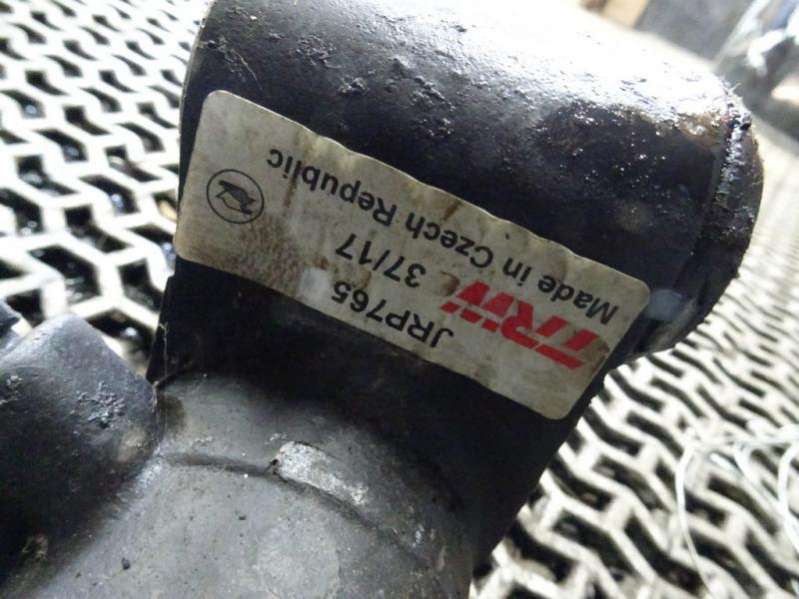 JRP765
TRW 37/17
Made in Czech Republic